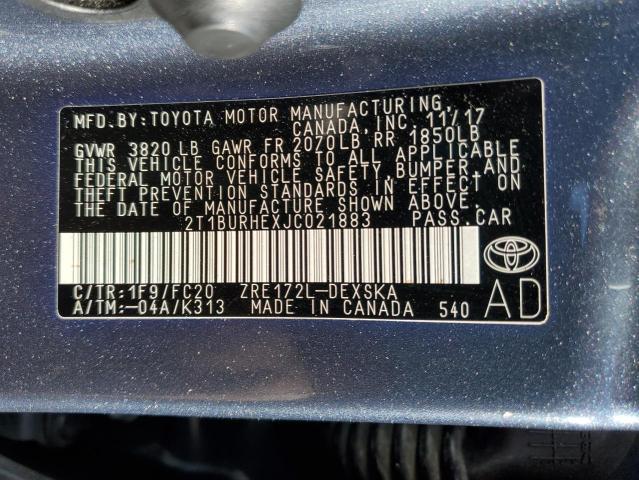 MFD. BY: TOYOTA MOTOR MANUFACTURING,
CANADA, INC. 11/17
GVWR 3820 LB GAWR FR 2070LB RR 1850LB
THIS VEHICLE CONFORMS TO ALL APPLICABLE
FEDERAL MOTOR VEHICLE SAFETY, BUMPER, AND
THEFT PREVENTION STANDARDS IN EFFECT ON
THE DATE OF MANUFACTURE SHOWN ABOVE.
2T1BURHEXJC021883 PASS.CAR
C/TR:1F9/FC20 ZRE172L-DEXSKA
A/TM:-04A/K313 MADE IN CANADA 540
AD